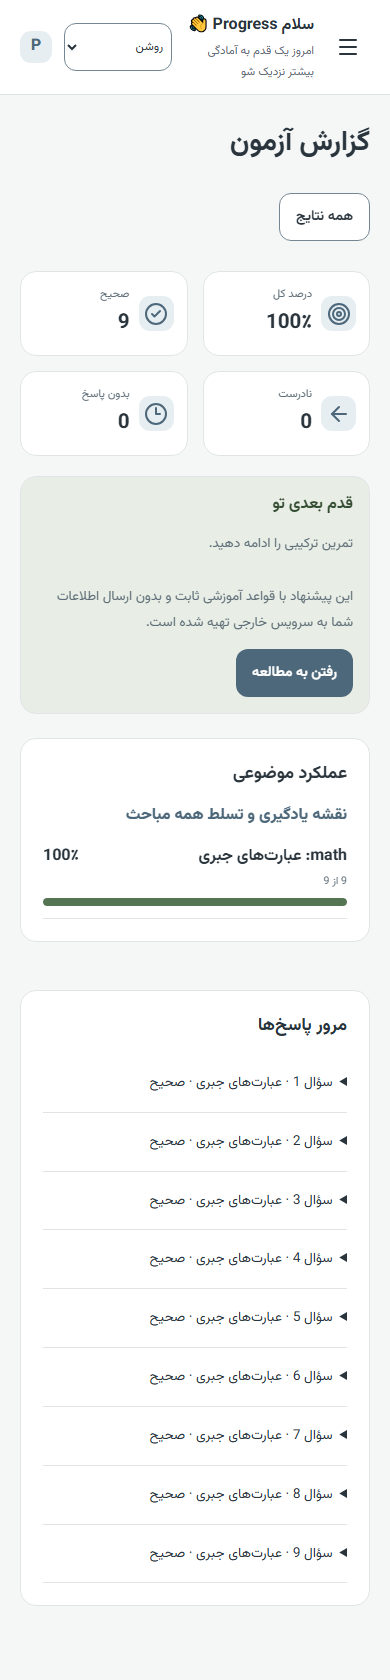 سلام Progress 👋
امروز یک قدم به آمادگی
بیشتر نزدیک شو
روشن
P
گزارش آزمون
همه نتایج
درصد کل
100٪
صحیح
9
نادرست
0
بدون پاسخ
0
قدم بعدی تو
تمرین ترکیبی را ادامه دهید.
این پیشنهاد با قواعد آموزشی ثابت و بدون ارسال اطلاعات
شما به سرویس خارجی تهیه شده است.
رفتن به مطالعه
عملکرد موضوعی
نقشه یادگیری و تسلط همه مباحث
math: عبارت‌های جبری
100٪
9 از 9
مرور پاسخ‌ها
سؤال 1 · عبارت‌های جبری · صحیح
سؤال 2 · عبارت‌های جبری · صحیح
سؤال 3 · عبارت‌های جبری · صحیح
سؤال 4 · عبارت‌های جبری · صحیح
سؤال 5 · عبارت‌های جبری · صحیح
سؤال 6 · عبارت‌های جبری · صحیح
سؤال 7 · عبارت‌های جبری · صحیح
سؤال 8 · عبارت‌های جبری · صحیح
سؤال 9 · عبارت‌های جبری · صحیح